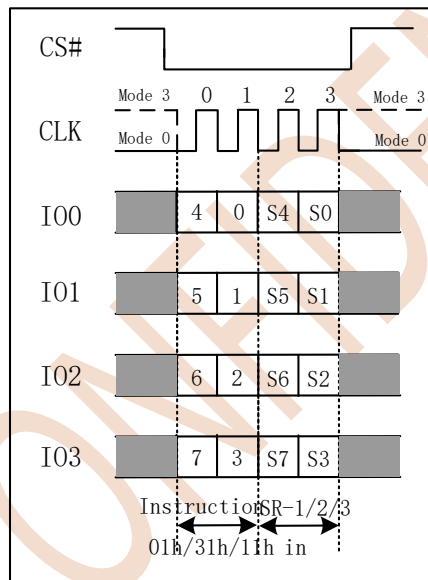 CS#
Mode 3 0 1 2 3 Mode 3
CLK
Mode 0 Mode 0
IO0 4 0 S4 S0
IO1 5 1 S5 S1
IO2 6 2 S6 S2
IO3 7 3 S7 S3
Instruction SR-1/2/3
01h/31h/11h in